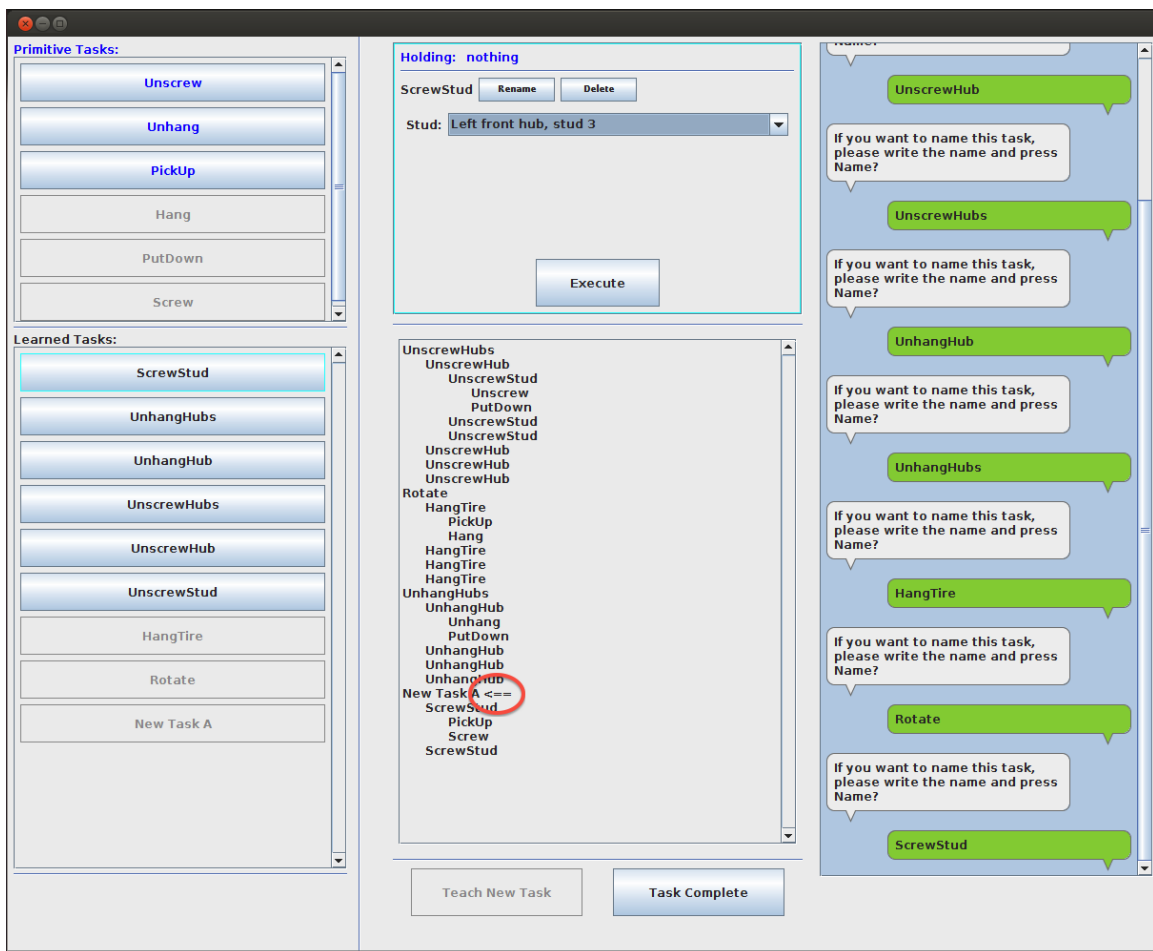 Primitive Tasks:
Unscrew
Unhang
PickUp
Hang
PutDown
Screw
Learned Tasks:
ScrewStud
UnhangHubs
UnhangHub
UnscrewHubs
UnscrewHub
UnscrewStud
HangTire
Rotate
New Task A
Holding: nothing
ScrewStud Rename Delete
Stud: Left front hub, stud 3
Execute
UnscrewHubs
UnscrewHub
UnscrewStud
Unscrew
PutDown
UnscrewStud
UnscrewStud
UnscrewHub
UnscrewHub
UnscrewHub
Rotate
HangTire
PickUp
Hang
HangTire
HangTire
HangTire
UnhangHubs
UnhangHub
Unhang
PutDown
UnhangHub
UnhangHub
UnhangHub
New Task A <==
ScrewStud
PickUp
Screw
ScrewStud
Teach New Task Task Complete
Name?
UnscrewHub
If you want to name this task,
please write the name and press
Name?
UnscrewHubs
If you want to name this task,
please write the name and press
Name?
UnhangHub
If you want to name this task,
please write the name and press
Name?
UnhangHubs
If you want to name this task,
please write the name and press
Name?
HangTire
If you want to name this task,
please write the name and press
Name?
Rotate
If you want to name this task,
please write the name and press
Name?
ScrewStud